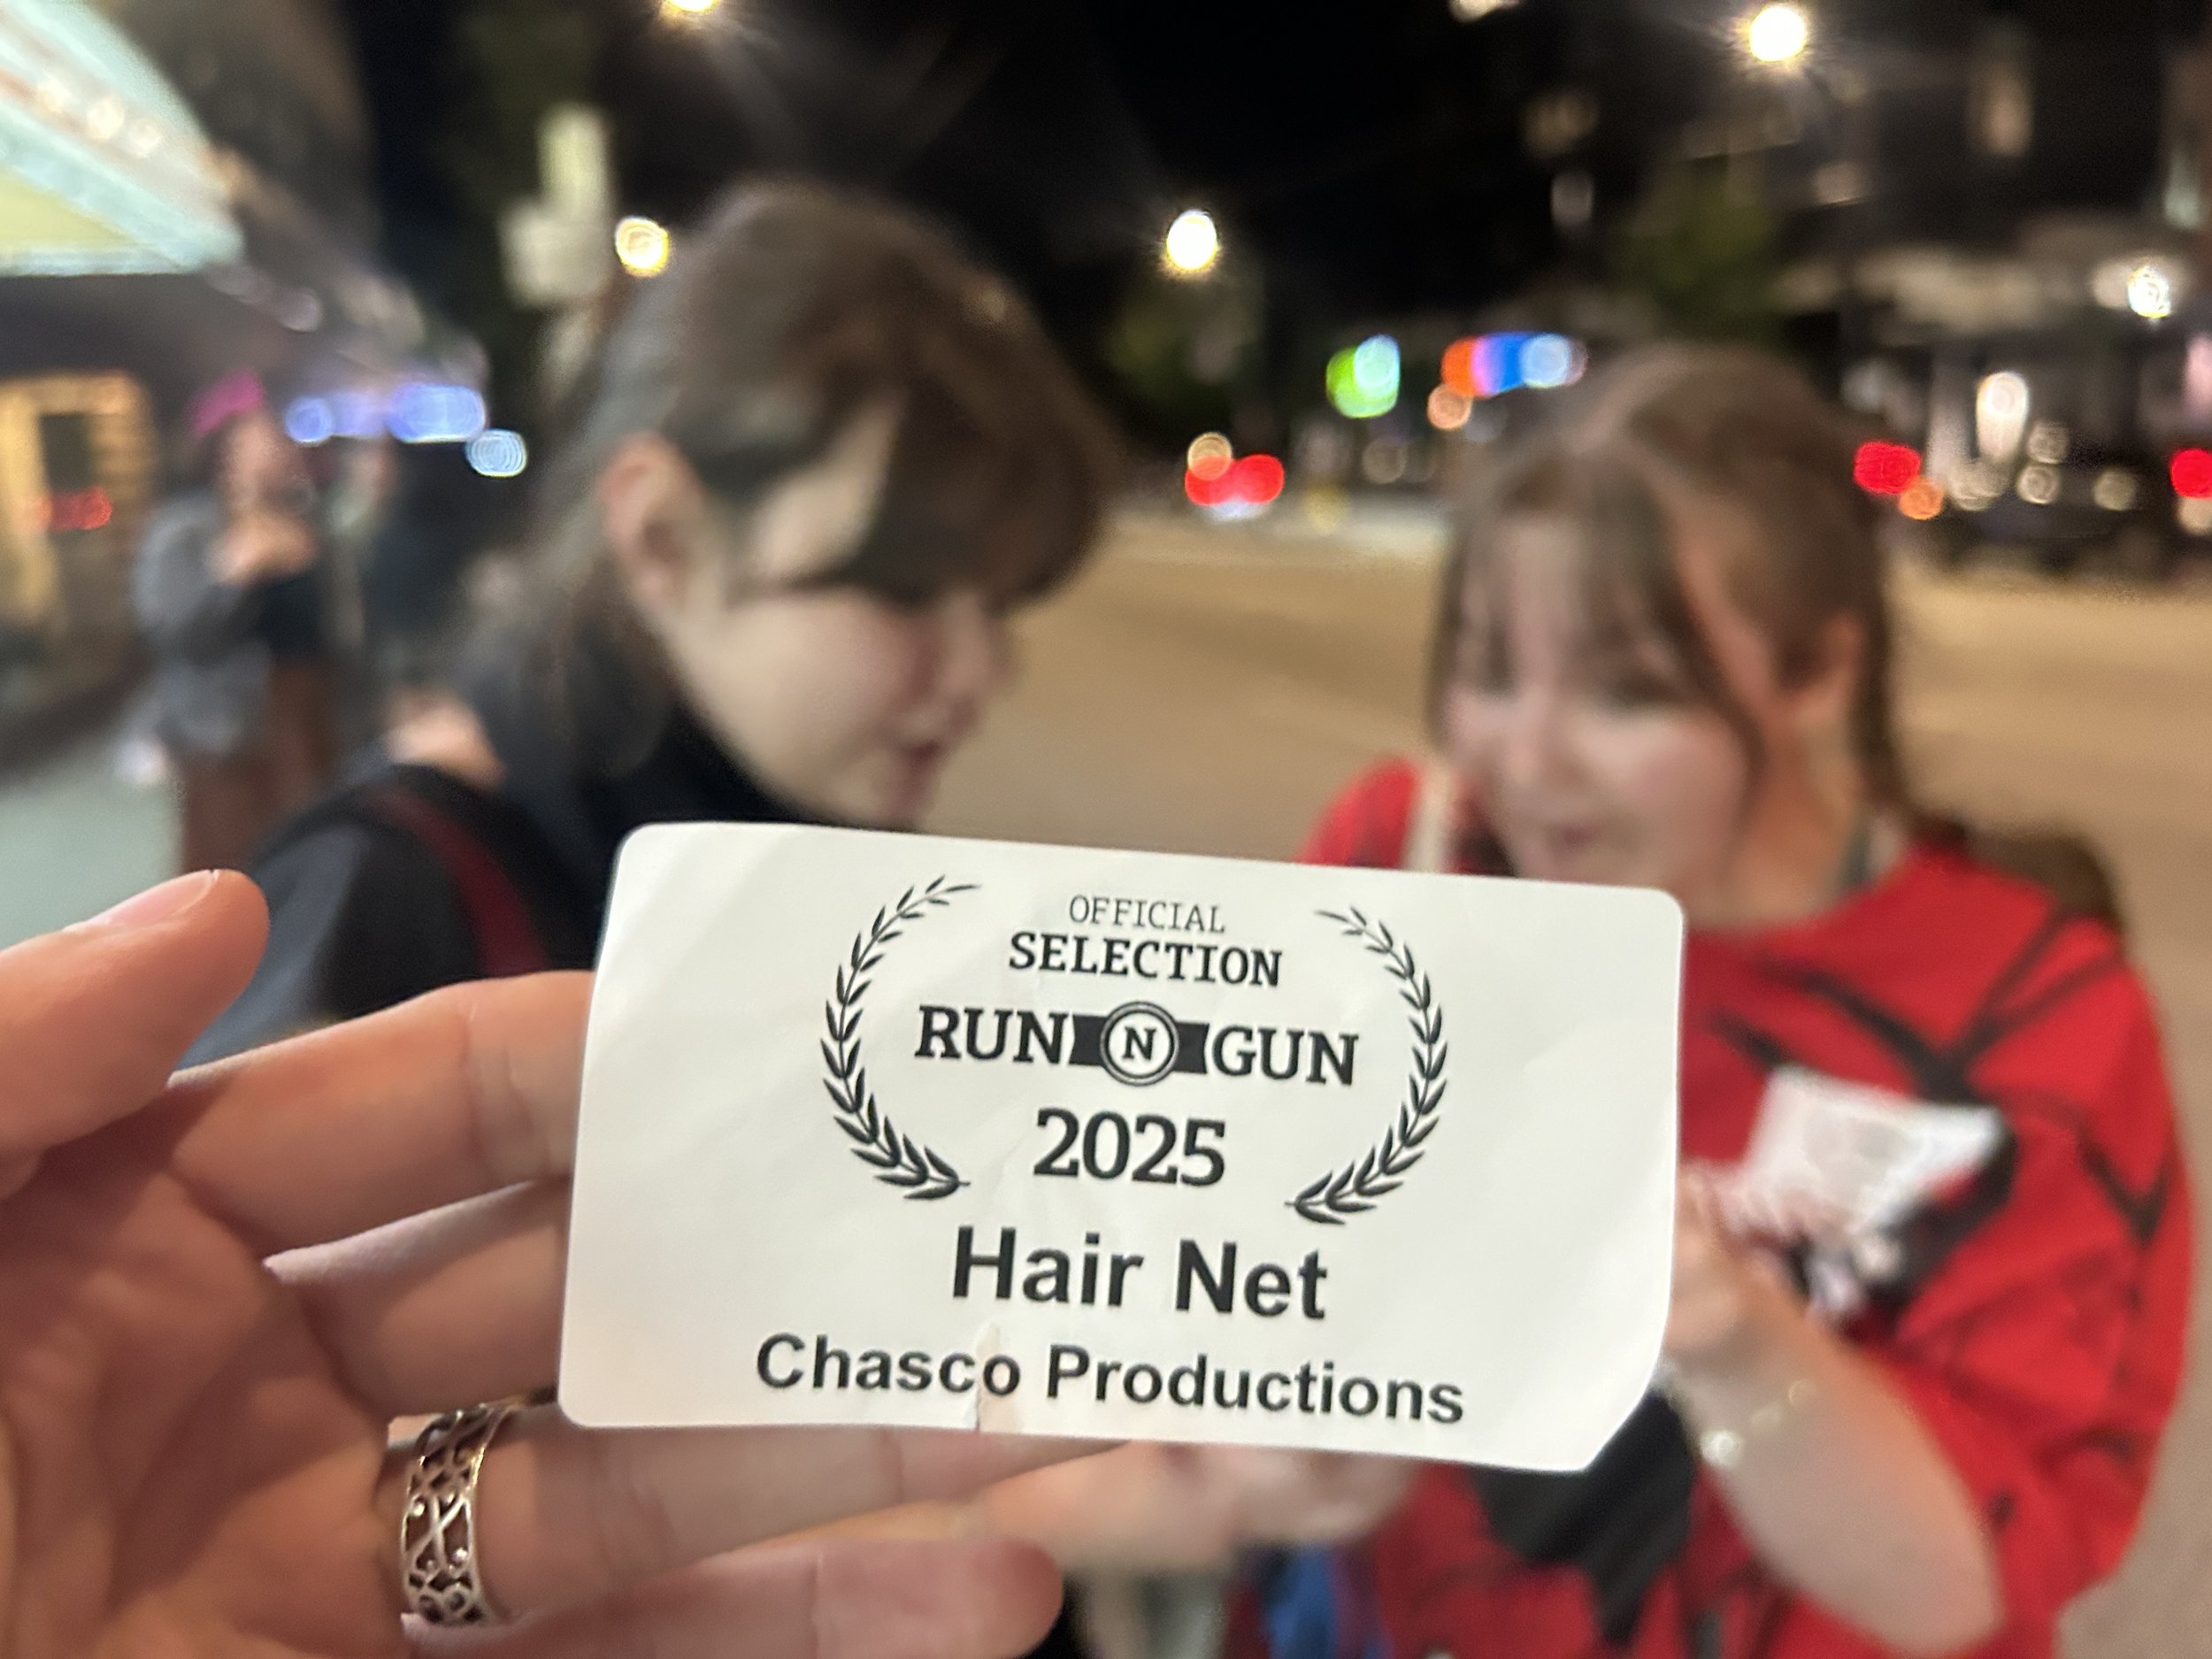 OFFICIAL
SELECTION
RUN N GUN
2025
Hair Net
Chasco Productions